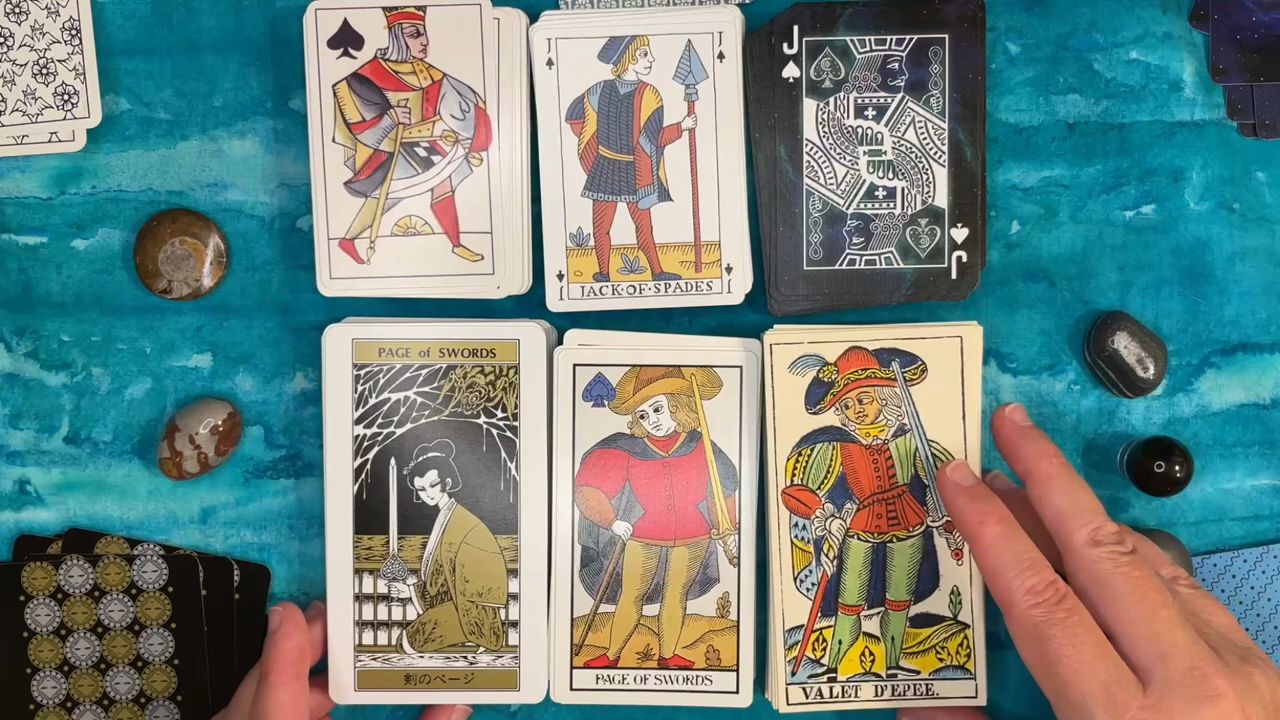 J
J
JACK·OF·SPADES
J
J
J
J
PAGE of SWORDS
剣のページ
PAGE OF SWORDS
VALET D'EPEE.